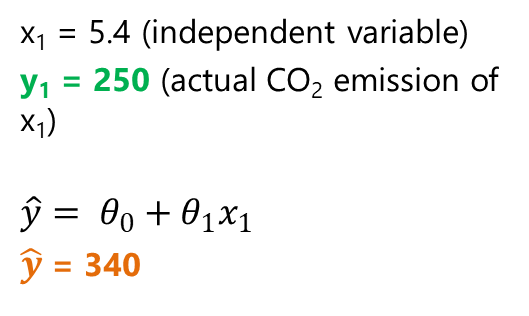 x₁ = 5.4 (independent variable)
y₁ = 250 (actual CO₂ emission of
x₁)
ŷ = θ₀ + θ₁x₁
ŷ = 340